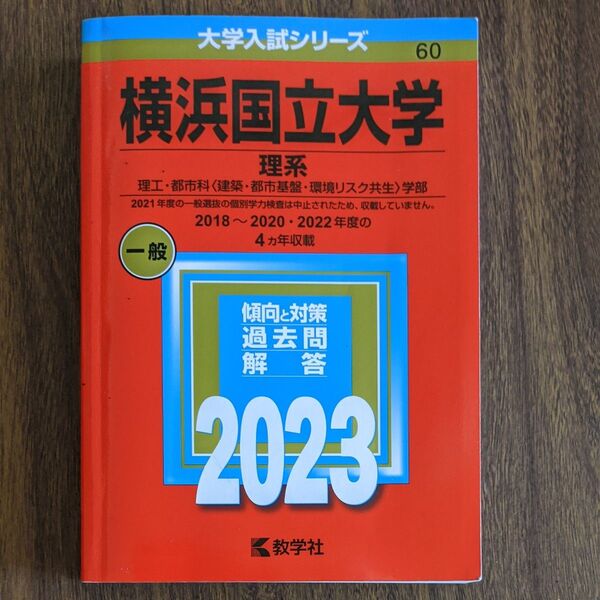 大学入試シリーズ
60
横浜国立大学
理系
理工・都市科〈建築・都市基盤・環境リスク共生〉学部
2021年度の一般選抜の個別学力検査は中止されたため、収載していません。
2018〜2020・2022年度の
4ヵ年収載
一般
傾向と対策
過去問
解答
2023
教学社